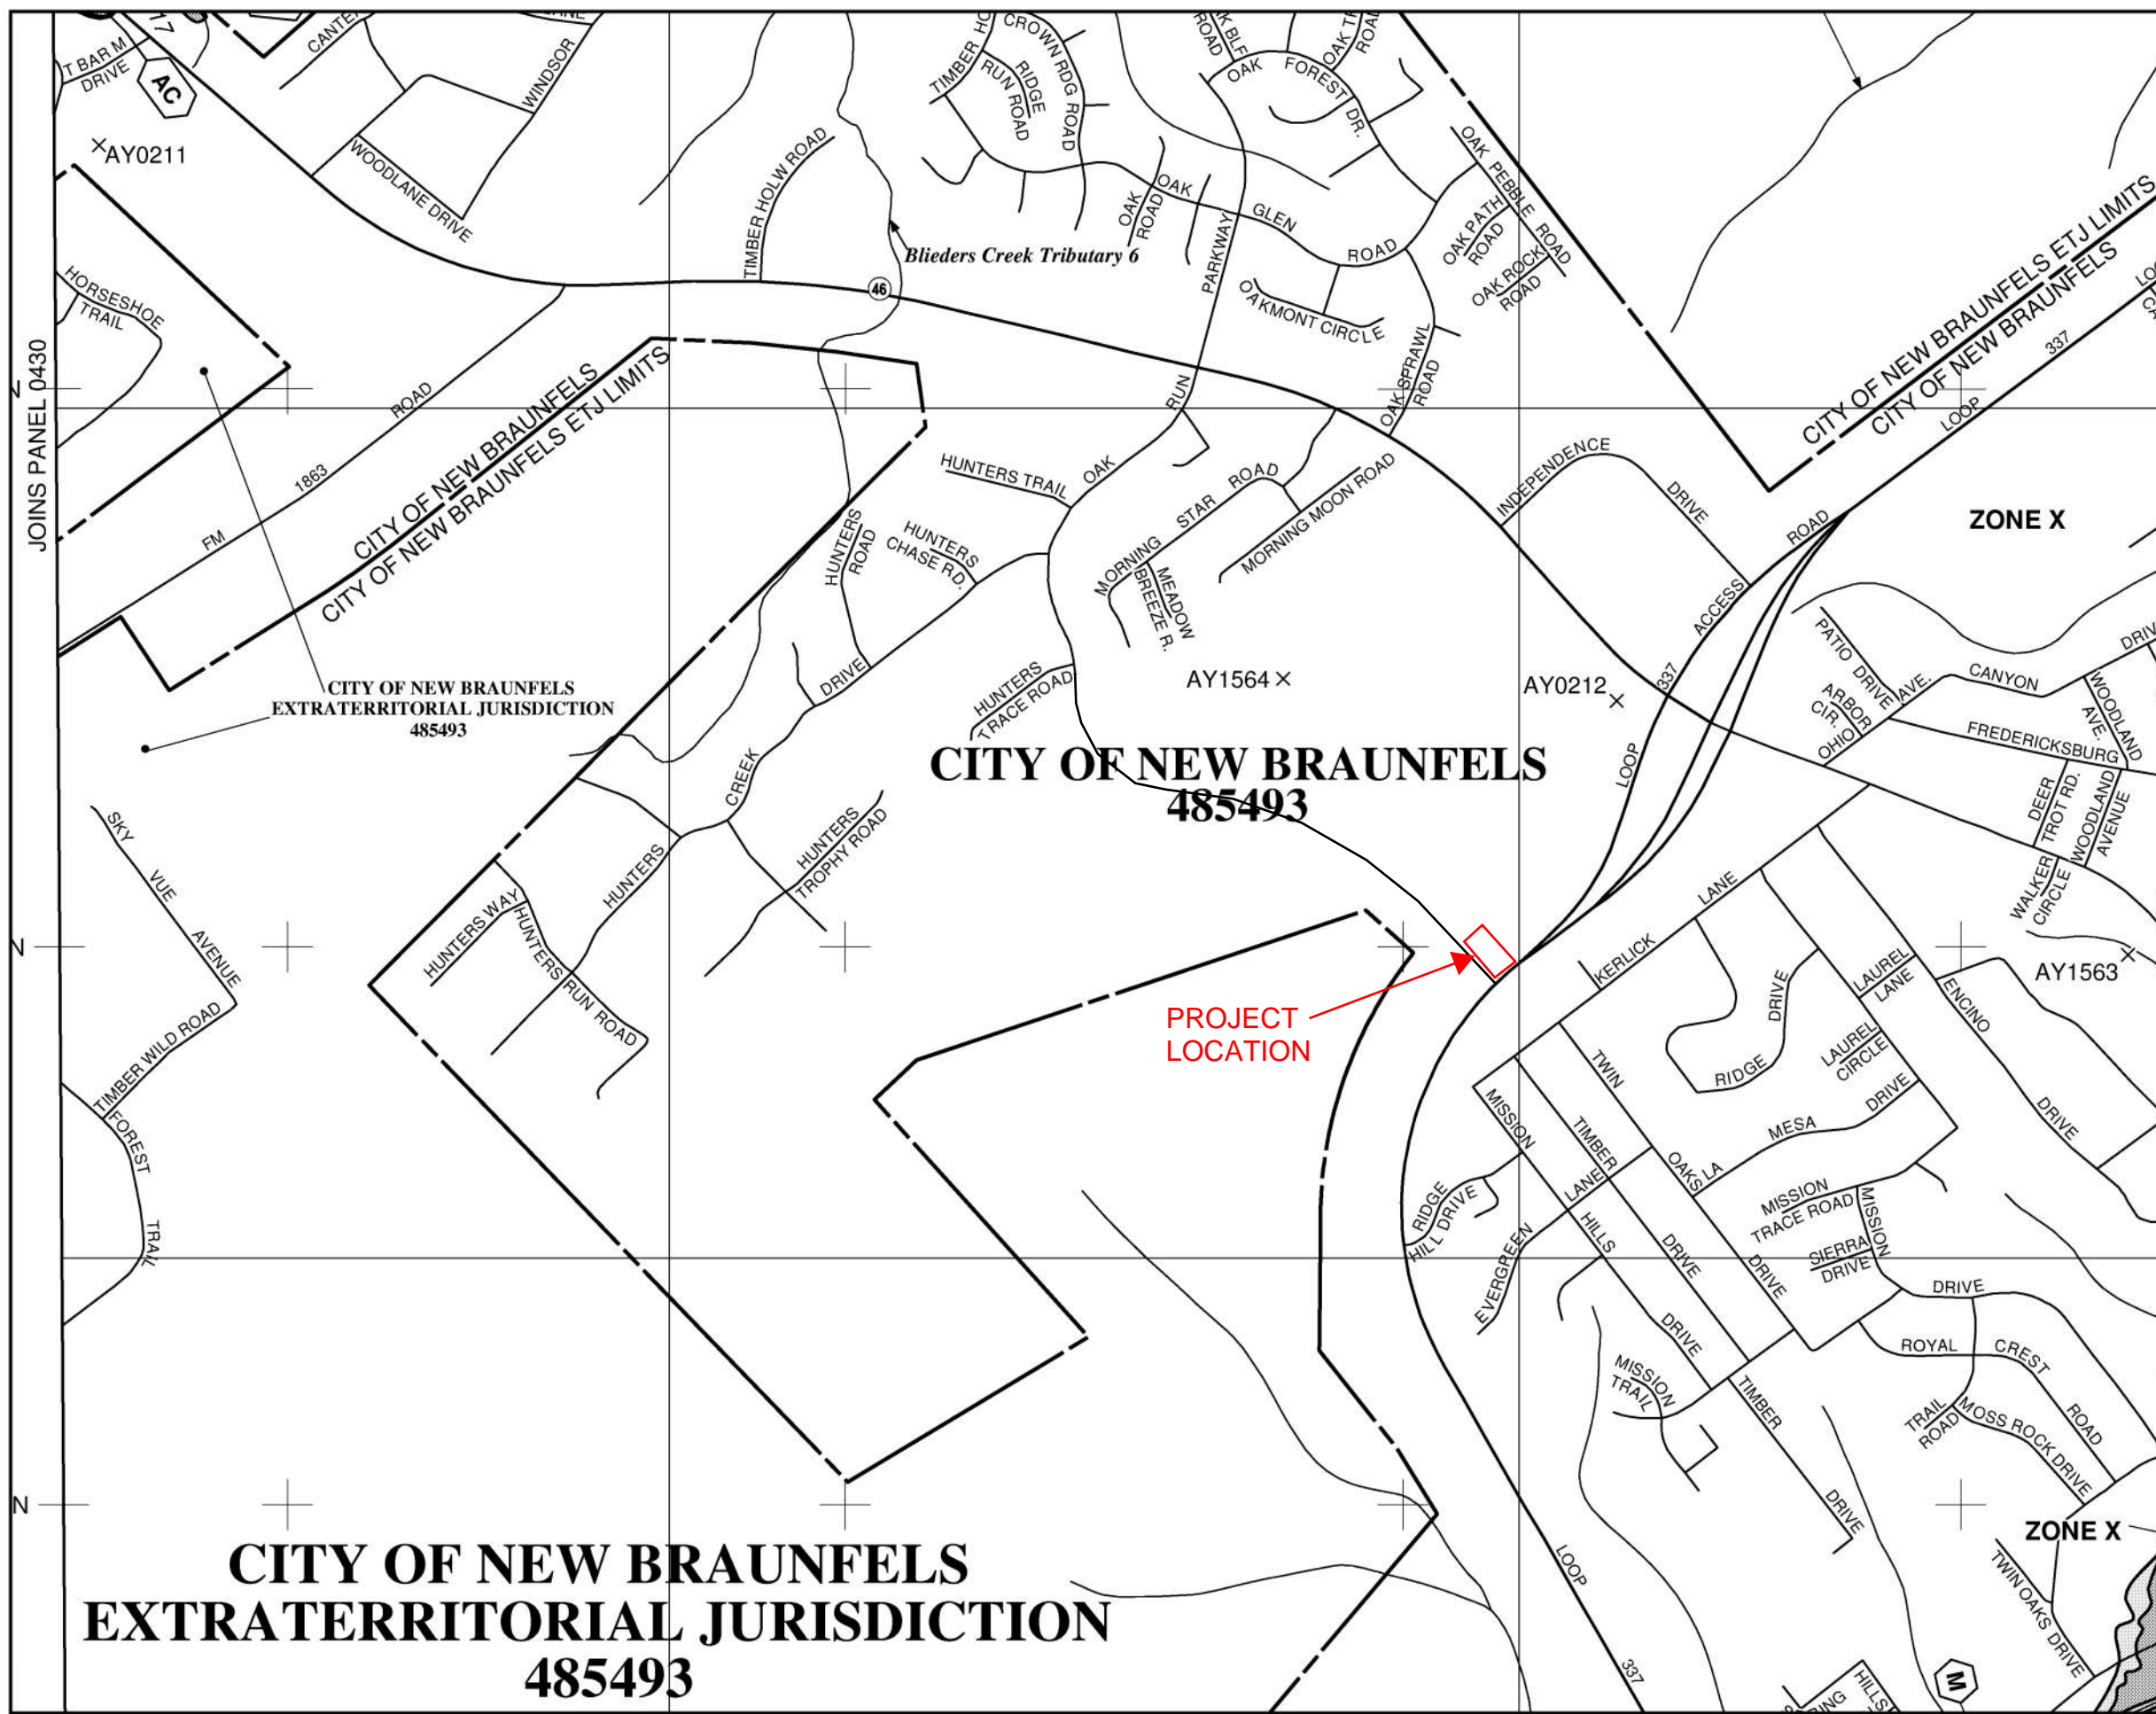 17
T BAR M
DRIVE
AC
AY0211
WINDSOR
WOODLANE DRIVE
HORSESHOE
TRAIL
JOINS PANEL 0430
TIMBER HOLW ROAD
46
Blieders Creek Tributary 6
CROWN RDG ROAD
RIDGE
RUN ROAD
ROAD
OAK FOREST DR.
OAK
ROAD
OAK GLEN ROAD
PARKWAY
OAKMONT CIRCLE
OAK PEBBLE ROAD
OAK PATH
ROAD
OAK ROCK
ROAD
OAK SPRAWL
ROAD
CITY OF NEW BRAUNFELS ETJ LIMITS
CITY OF NEW BRAUNFELS
LOOP 337
FM 1863 ROAD
CITY OF NEW BRAUNFELS
CITY OF NEW BRAUNFELS ETJ LIMITS
RUN
OAK
HUNTERS TRAIL
HUNTERS
ROAD
HUNTERS
CHASE RD.
MORNING STAR ROAD
MORNING MOON ROAD
MEADOW
BREEZE R.
INDEPENDENCE DRIVE
ZONE X
LOOP 337 ACCESS ROAD
AY1564
AY0212
HUNTERS
TRACE ROAD
CITY OF NEW BRAUNFELS
EXTRATERRITORIAL JURISDICTION
485493
PATIO DRIVE
ARBOR
CIR.
OHIO AVE.
CANYON
WOODLAND
AVE.
FREDERICKSBURG
DEER
TROT RD.
WOODLAND
AVENUE
WALKER
CIRCLE
CITY OF NEW BRAUNFELS
485493
HUNTERS CREEK DRIVE
HUNTERS
TROPHY ROAD
HUNTERS WAY
HUNTERS RUN ROAD
SKY VUE AVENUE
TIMBER WILD ROAD
FOREST TRAIL
N
N
PROJECT
LOCATION
KERLICK LANE
LAUREL
LANE
ENCINO DRIVE
AY1563
RIDGE DRIVE
LAUREL
CIRCLE
LA MESA DRIVE
TWIN OAKS DRIVE
MISSION HILLS DRIVE
TIMBER DRIVE
EVERGREEN LANE
RIDGE
HILL DRIVE
MISSION
TRACE ROAD
MISSION DRIVE
SIERRA
DRIVE
ROYAL CREST ROAD
MISSION
TRAIL
TIMBER DRIVE
TRAIL
ROAD
MOSS ROCK DRIVE
ZONE X
TWIN OAKS DRIVE
LOOP 337
M
HILLS
CITY OF NEW BRAUNFELS
EXTRATERRITORIAL JURISDICTION
485493